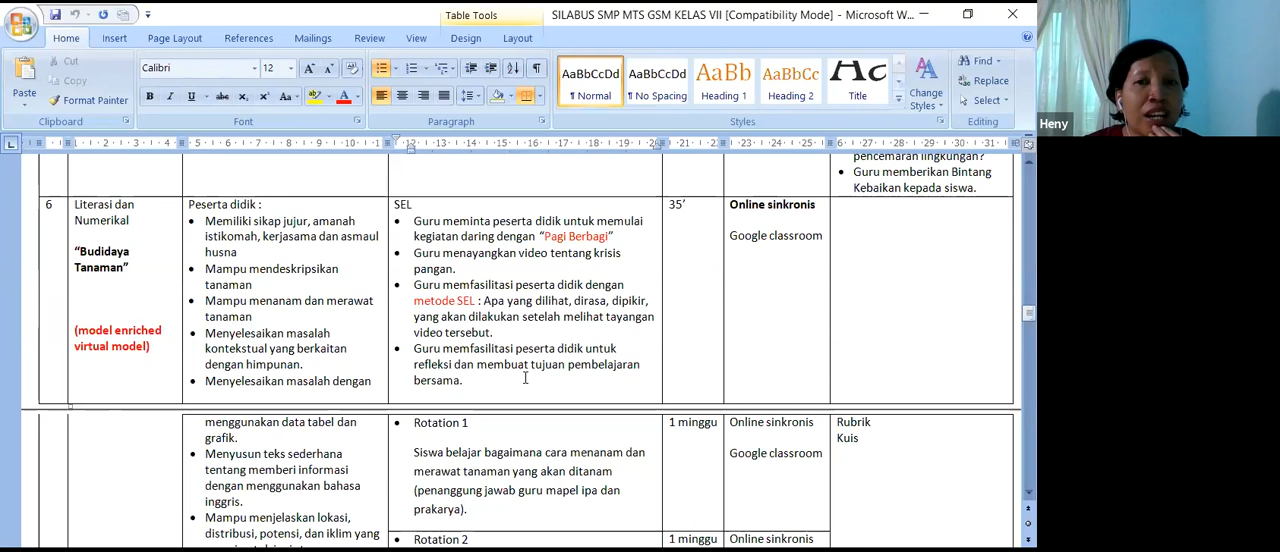 Table Tools
SILABUS SMP MTS GSM KELAS VII [Compatibility Mode] - Microsoft W...
Home Insert Page Layout References Mailings Review View Design Layout
Paste
Cut
Copy
Format Painter
Clipboard
Calibri 12
Font
Paragraph
AaBbCcDd AaBbCcDd AaBb AaBbCc
¶ Normal ¶ No Spacing Heading 1 Heading 2 Title
Change
Styles
Styles
Find
Replace
Select
Editing
Heny
pencemaran lingkungan?
Guru memberikan Bintang
Kebaikan kepada siswa.
6
Literasi dan
Numerikal
“Budidaya
Tanaman”
(model enriched
virtual model)
Peserta didik :
Memiliki sikap jujur, amanah
istikomah, kerjasama dan asmaul
husna
Mampu mendeskripsikan
tanaman
Mampu menanam dan merawat
tanaman
Menyelesaikan masalah
kontekstual yang berkaitan
dengan himpunan.
Menyelesaikan masalah dengan
SEL
Guru meminta peserta didik untuk memulai
kegiatan daring dengan “Pagi Berbagi”
Guru menayangkan video tentang krisis
pangan.
Guru memfasilitasi peserta didik dengan
metode SEL : Apa yang dilihat, dirasa, dipikir,
yang akan dilakukan setelah melihat tayangan
video tersebut.
Guru memfasilitasi peserta didik untuk
refleksi dan membuat tujuan pembelajaran
bersama.
35’
Online sinkronis
Google classroom
menggunakan data tabel dan
grafik.
Menyusun teks sederhana
tentang memberi informasi
dengan menggunakan bahasa
inggris.
Mampu menjelaskan lokasi,
distribusi, potensi, dan iklim yang
Rotation 1
Siswa belajar bagaimana cara menanam dan
merawat tanaman yang akan ditanam
(penanggung jawab guru mapel ipa dan
prakarya).
1 minggu
Online sinkronis
Google classroom
Rubrik
Kuis
Rotation 2
1 minggu
Online sinkronis